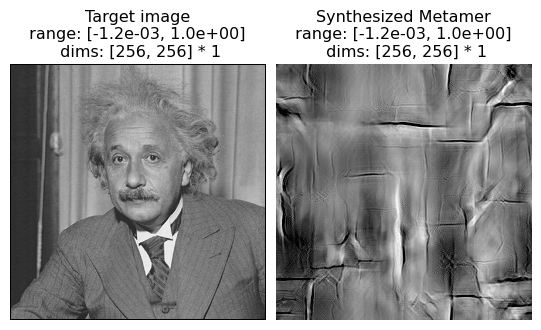 Target image
range: [-1.2e-03, 1.0e+00]
dims: [256, 256] * 1
Synthesized Metamer
range: [-1.2e-03, 1.0e+00]
dims: [256, 256] * 1